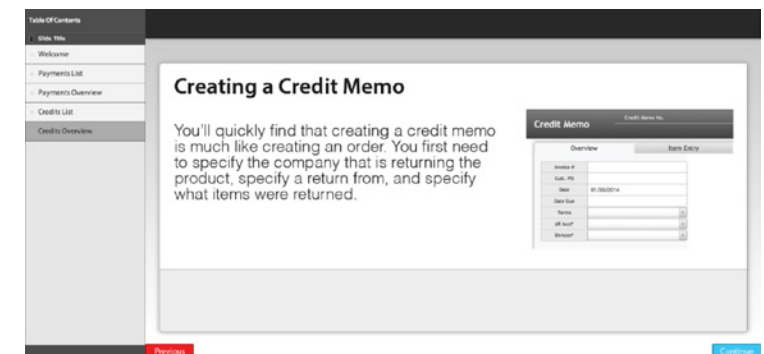 Table Of Contents
Slide Title
Welcome
Payments List
Payments Overview
Credits List
Credits Overview
Creating a Credit Memo
You'll quickly find that creating a credit memo
is much like creating an order. You first need
to specify the company that is returning the
product, specify a return from, and specify
what items were returned.
Credit Memo
Credit Memo No.
Overview
Item Entry
Invoice #
Cust. PO
Date
01/30/2014
Date Due
Terms
AR Acct*
Division*
Previous
Continue